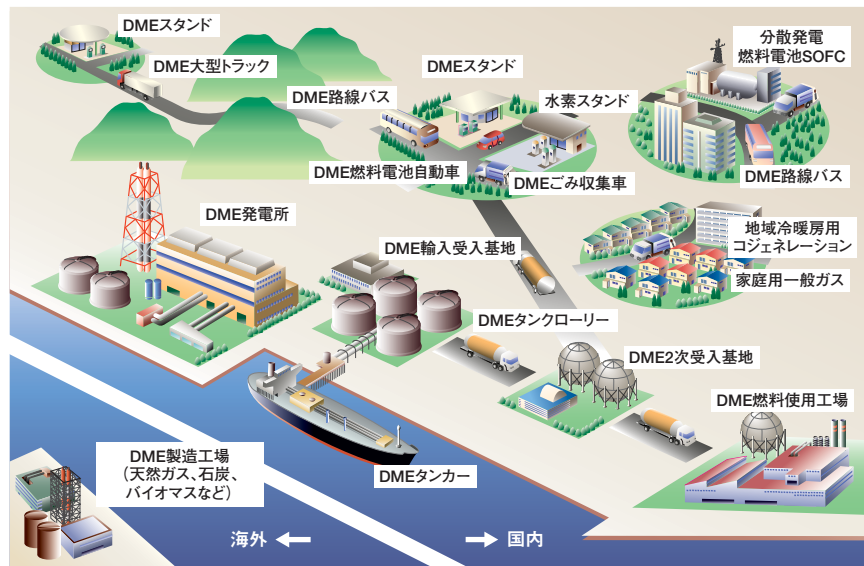 DMEスタンド
DME大型トラック
DME路線バス
DMEスタンド
水素スタンド
分散発電
燃料電池SOFC
DME燃料電池自動車
DMEごみ収集車
DME路線バス
DME発電所
DME輸入受入基地
地域冷暖房用
コジェネレーション
家庭用一般ガス
DMEタンクローリー
DME2次受入基地
DME燃料使用工場
DME製造工場
(天然ガス、石炭、
バイオマスなど)
DMEタンカー
海外 ←
→ 国内